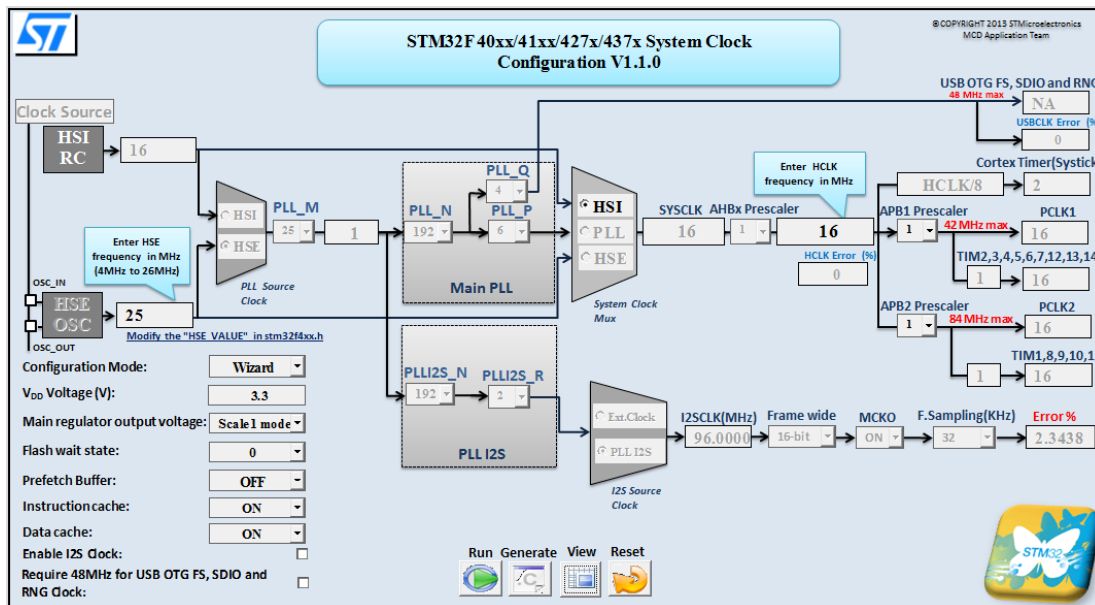 ST
STM32F40xx/41xx/427x/437x System Clock
Configuration V1.1.0
©COPYRIGHT 2013 STMicroelectronics
MCD Application Team
USB OTG FS, SDIO and RNG
48 MHz max
NA
USBCLK Error (%
0
Clock Source
HSI
RC
16
Cortex Timer(Systick
HCLK/8
2
Enter HCLK
frequency in MHz
PLL_Q
4
PLL_M
25
1
PLL_N
192
PLL_P
6
Main PLL
HSI
HSE
PLL Source
Clock
HSI
PLL
HSE
System Clock
Mux
SYSCLK
16
AHBx Prescaler
1
16
HCLK Error (%)
0
APB1 Prescaler
1
42 MHz max
PCLK1
16
TIM2,3,4,5,6,7,12,13,14
1
16
APB2 Prescaler
1
84 MHz max
PCLK2
16
TIM1,8,9,10,1
1
16
Enter HSE
frequency in MHz
(4MHz to 26MHz)
OSC_IN
HSE
OSC
OSC_OUT
25
Modify the "HSE_VALUE" in stm32f4xx.h
PLLI2S_N
192
PLLI2S_R
2
PLL I2S
Ext.Clock
PLL I2S
I2S Source
Clock
I2SCLK(MHz)
96.0000
Frame wide
16-bit
MCKO
ON
F.Sampling(KHz)
32
Error %
2.3438
Configuration Mode: Wizard
VDD Voltage (V): 3.3
Main regulator output voltage: Scale1 mode
Flash wait state: 0
Prefetch Buffer: OFF
Instruction cache: ON
Data cache: ON
Enable I2S Clock:
Require 48MHz for USB OTG FS, SDIO and
RNG Clock:
Run Generate View Reset
STM32